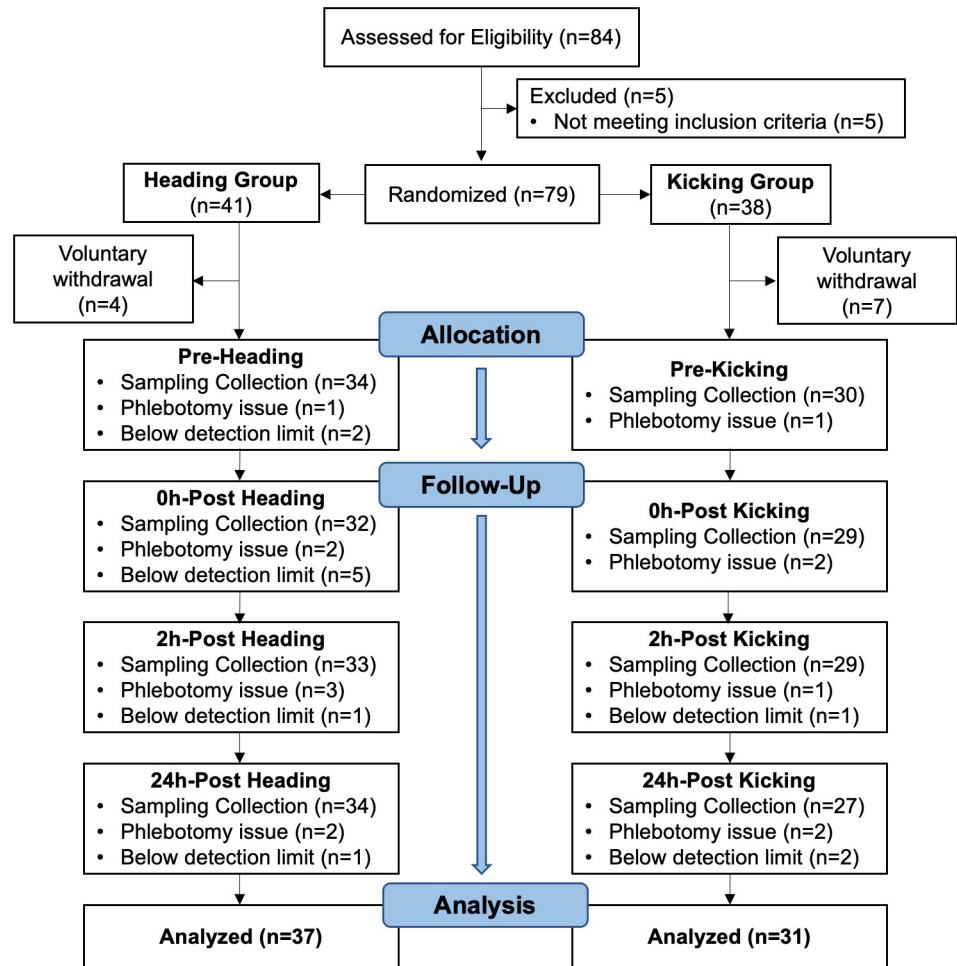 Assessed for Eligibility (n=84)
Excluded (n=5)
• Not meeting inclusion criteria (n=5)
Randomized (n=79)
Heading Group
(n=41)
Kicking Group
(n=38)
Voluntary
withdrawal
(n=4)
Voluntary
withdrawal
(n=7)
Allocation
Pre-Heading
• Sampling Collection (n=34)
• Phlebotomy issue (n=1)
• Below detection limit (n=2)
Pre-Kicking
• Sampling Collection (n=30)
• Phlebotomy issue (n=1)
Follow-Up
0h-Post Heading
• Sampling Collection (n=32)
• Phlebotomy issue (n=2)
• Below detection limit (n=5)
0h-Post Kicking
• Sampling Collection (n=29)
• Phlebotomy issue (n=2)
2h-Post Heading
• Sampling Collection (n=33)
• Phlebotomy issue (n=3)
• Below detection limit (n=1)
2h-Post Kicking
• Sampling Collection (n=29)
• Phlebotomy issue (n=1)
• Below detection limit (n=1)
24h-Post Heading
• Sampling Collection (n=34)
• Phlebotomy issue (n=2)
• Below detection limit (n=1)
24h-Post Kicking
• Sampling Collection (n=27)
• Phlebotomy issue (n=2)
• Below detection limit (n=2)
Analysis
Analyzed (n=37)
Analyzed (n=31)